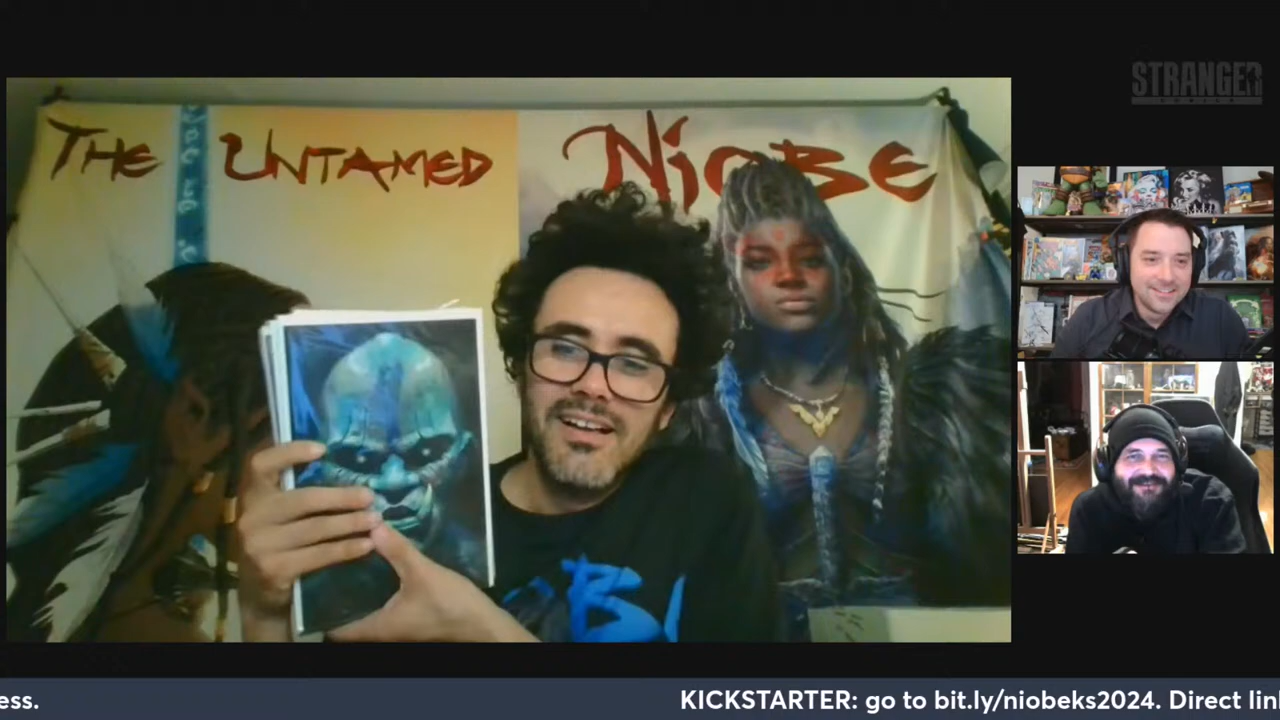 STRANGER
THE UNTAMED
NIOBE
ess.
KICKSTARTER: go to bit.ly/niobeks2024. Direct lin